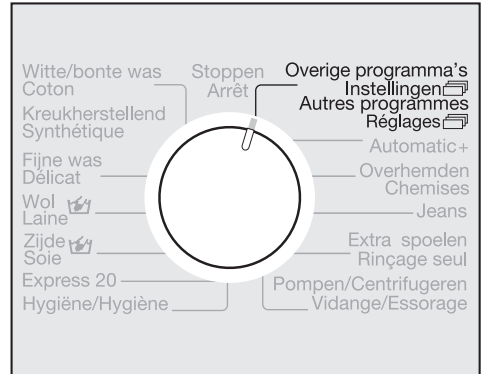 Witte/bonte was
Coton
Kreukherstellend
Synthétique
Fijne was
Délicat
Wol
Laine
Zijde
Soie
Express 20
Hygiëne/Hygiène
Stoppen
Arrêt
Overige programma's
Instellingen
Autres programmes
Réglages
Automatic+
Overhemden
Chemises
Jeans
Extra spoelen
Rinçage seul
Pompen/Centrifugeren
Vidange/Essorage